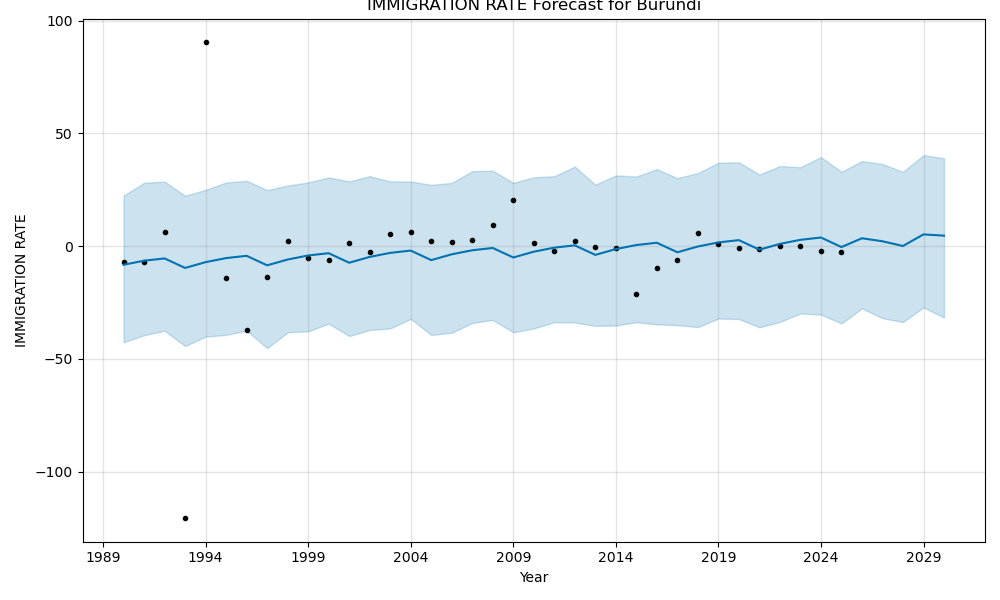 IMMIGRATION RATE Forecast for Burundi
100
50
0
−50
−100
IMMIGRATION RATE
1989 1994 1999 2004 2009 2014 2019 2024 2029
Year